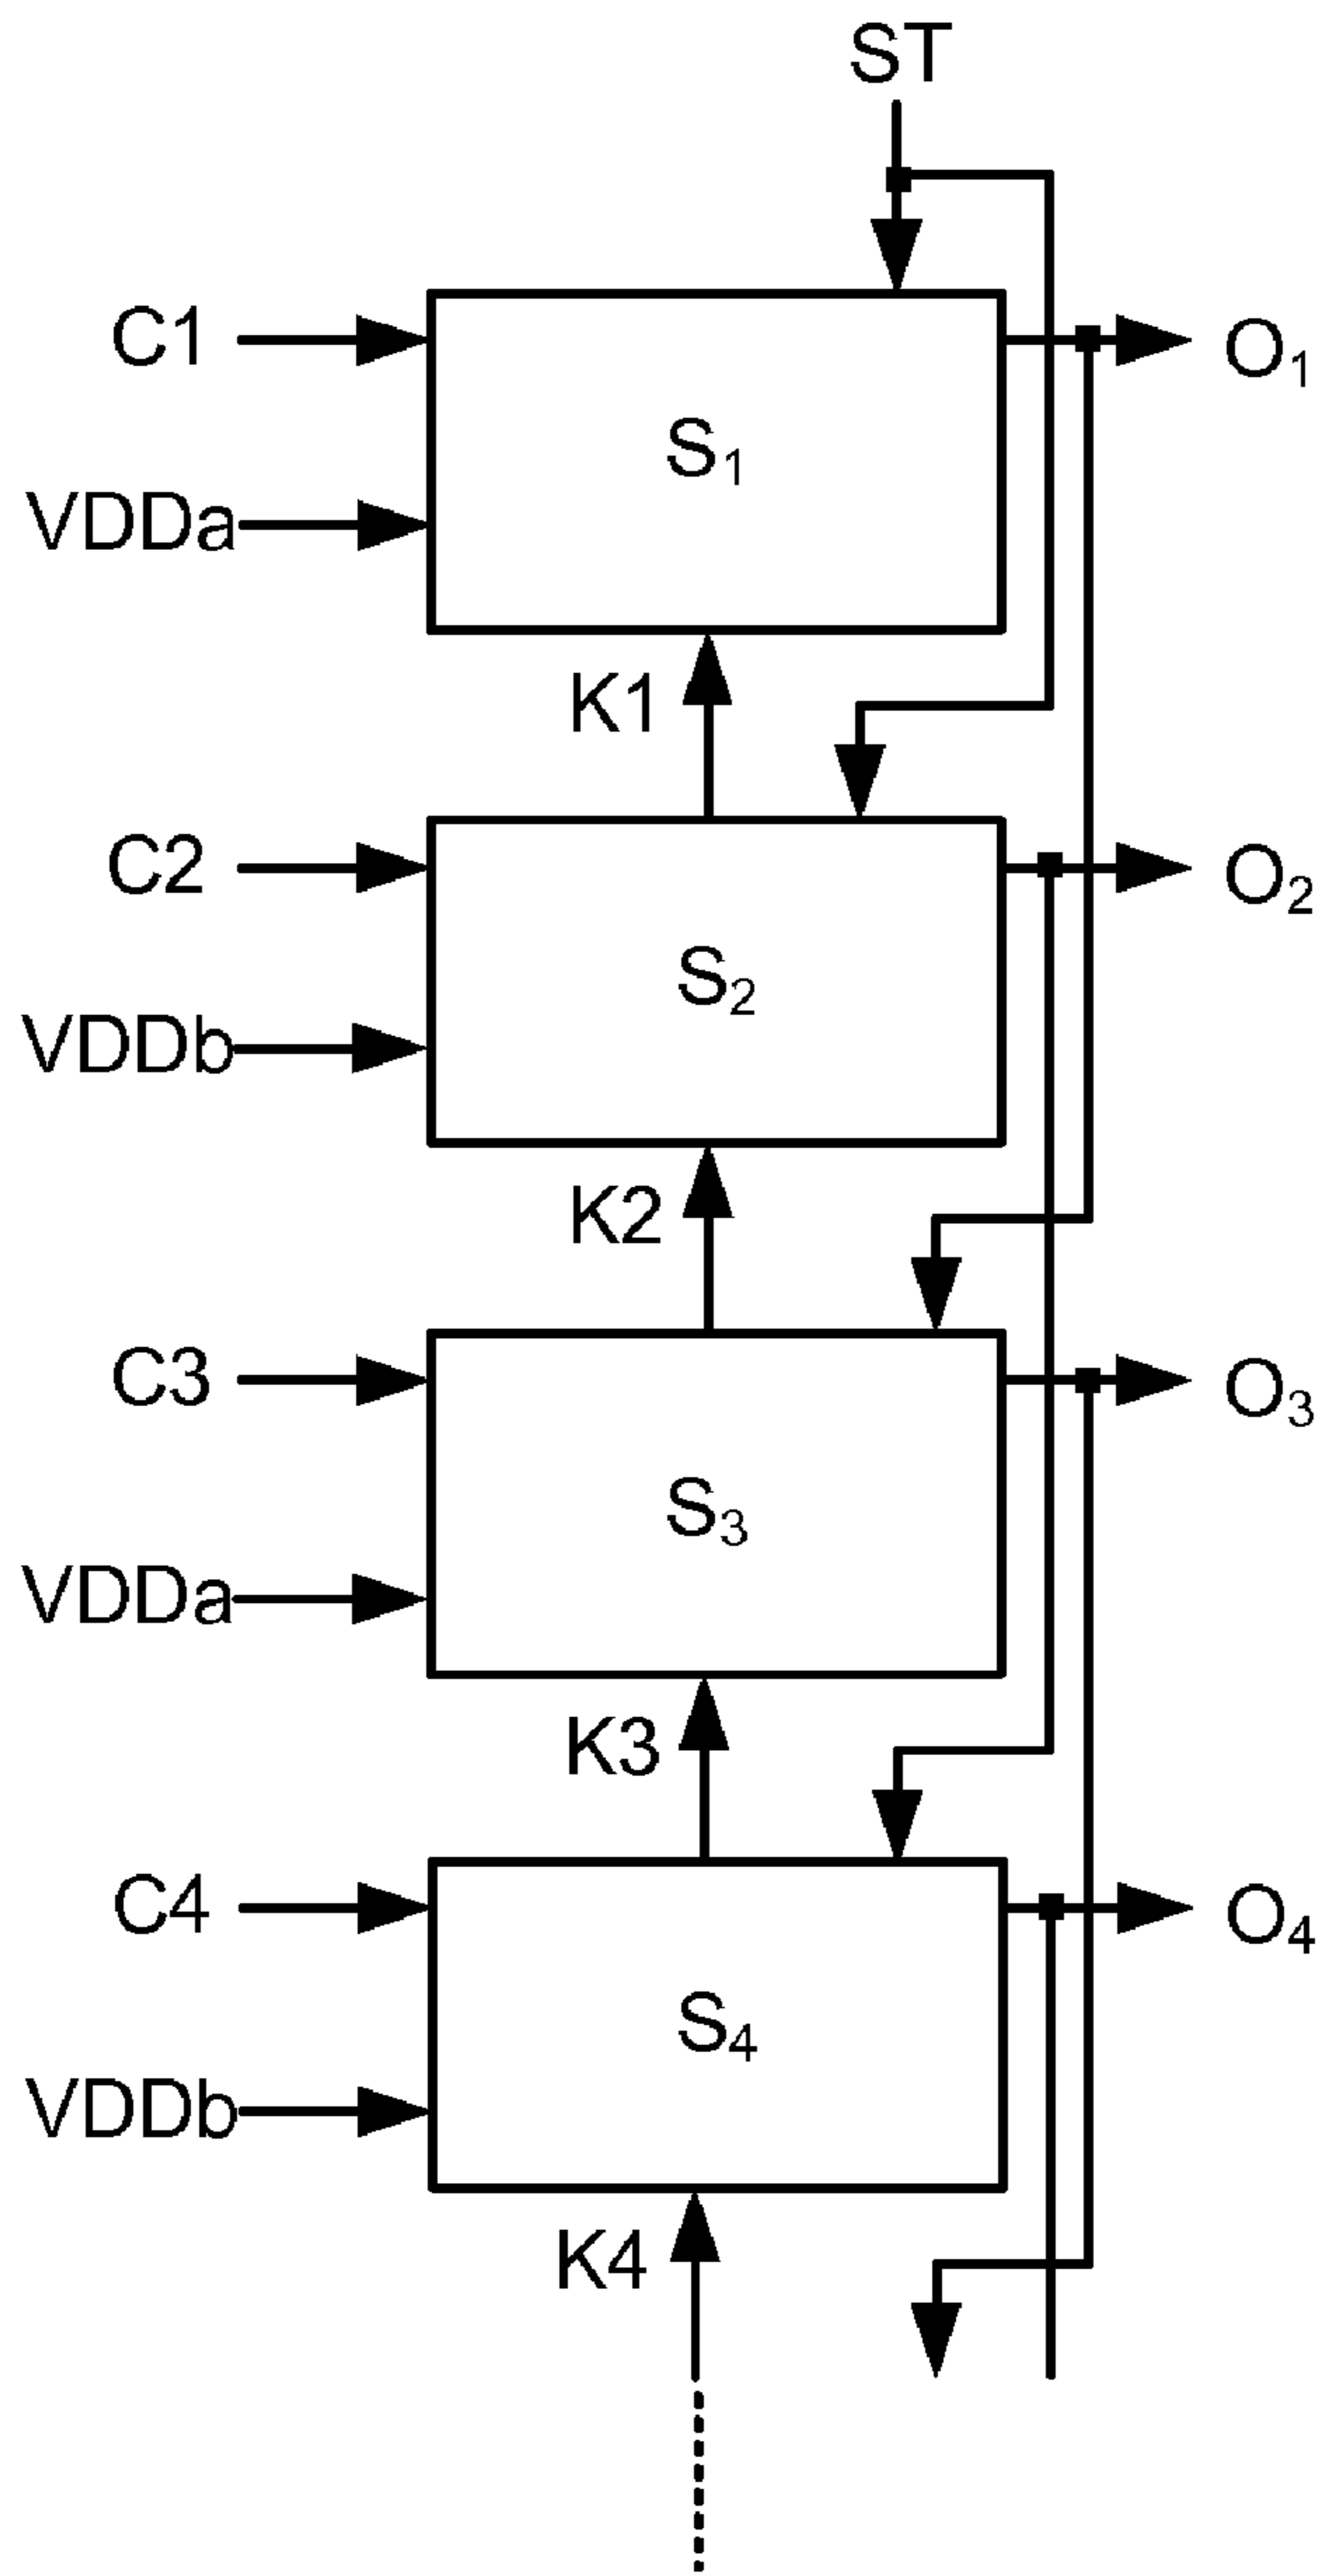 ST
C1
O₁
S₁
VDDa
K1
C2
O₂
S₂
VDDb
K2
C3
O₃
S₃
VDDa
K3
C4
O₄
S₄
VDDb
K4